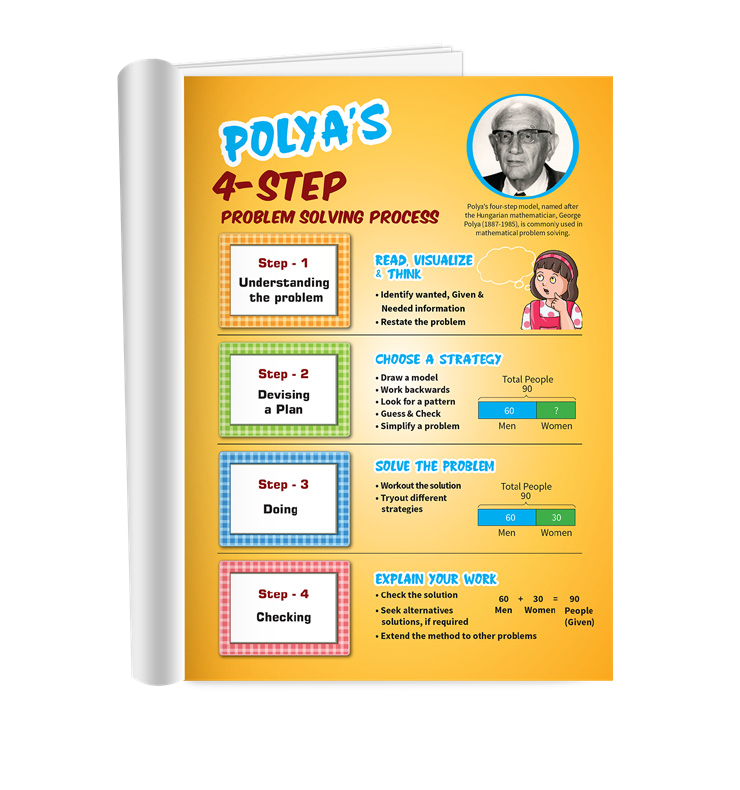 POLYA'S
4-STEP
PROBLEM SOLVING PROCESS
Polya's four-step model, named after
the Hungarian mathematician, George
Polya (1887-1985), is commonly used in
mathematical problem solving.
Step - 1
Understanding
the problem
READ, VISUALIZE
& THINK
• Identify wanted, Given &
Needed information
• Restate the problem
Step - 2
Devising
a Plan
CHOOSE A STRATEGY
• Draw a model
• Work backwards
• Look for a pattern
• Guess & Check
• Simplify a problem
Total People
90
60 ?
Men Women
Step - 3
Doing
SOLVE THE PROBLEM
• Workout the solution
• Tryout different
strategies
Total People
90
60 30
Men Women
Step - 4
Checking
EXPLAIN YOUR WORK
• Check the solution
• Seek alternatives
solutions, if required
• Extend the method to other problems
60 + 30 = 90
Men Women People
(Given)